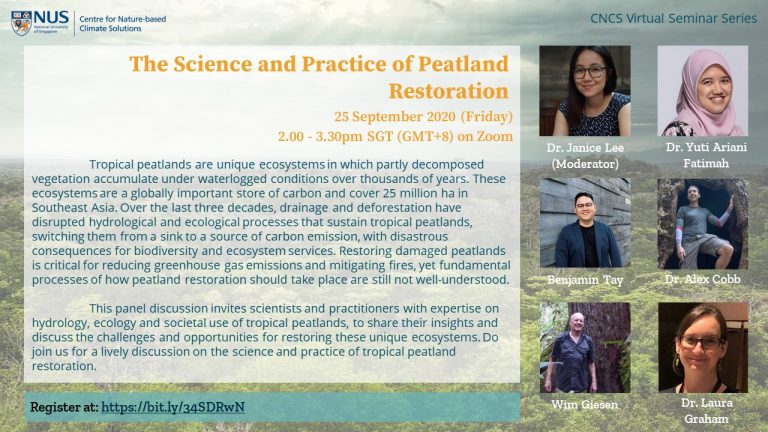 NUS
National University
of Singapore
Centre for Nature-based
Climate Solutions
CNCS Virtual Seminar Series
The Science and Practice of Peatland
Restoration
25 September 2020 (Friday)
2.00 - 3.30pm SGT (GMT+8) on Zoom
Tropical peatlands are unique ecosystems in which partly decomposed
vegetation accumulate under waterlogged conditions over thousands of years. These
ecosystems are a globally important store of carbon and cover 25 million ha in
Southeast Asia. Over the last three decades, drainage and deforestation have
disrupted hydrological and ecological processes that sustain tropical peatlands,
switching them from a sink to a source of carbon emission, with disastrous
consequences for biodiversity and ecosystem services. Restoring damaged peatlands
is critical for reducing greenhouse gas emissions and mitigating fires, yet fundamental
processes of how peatland restoration should take place are still not well-understood.
This panel discussion invites scientists and practitioners with expertise on
hydrology, ecology and societal use of tropical peatlands, to share their insights and
discuss the challenges and opportunities for restoring these unique ecosystems. Do
join us for a lively discussion on the science and practice of tropical peatland
restoration.
Register at: https://bit.ly/34SDRwN
Dr. Janice Lee
(Moderator)
Dr. Yuti Ariani
Fatimah
Benjamin Tay
Dr. Alex Cobb
Wim Giesen
Dr. Laura
Graham